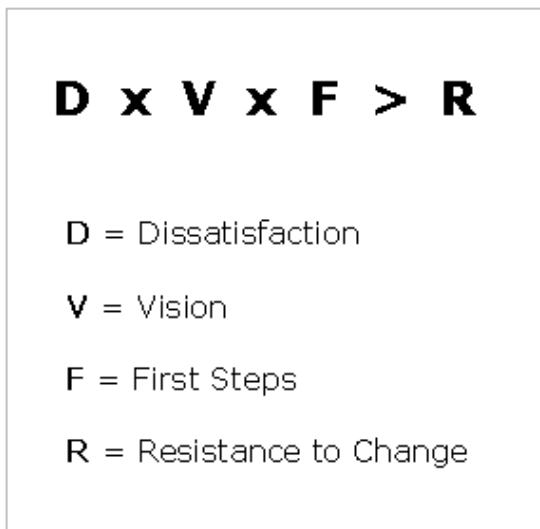 D x V x F > R
D = Dissatisfaction
V = Vision
F = First Steps
R = Resistance to Change